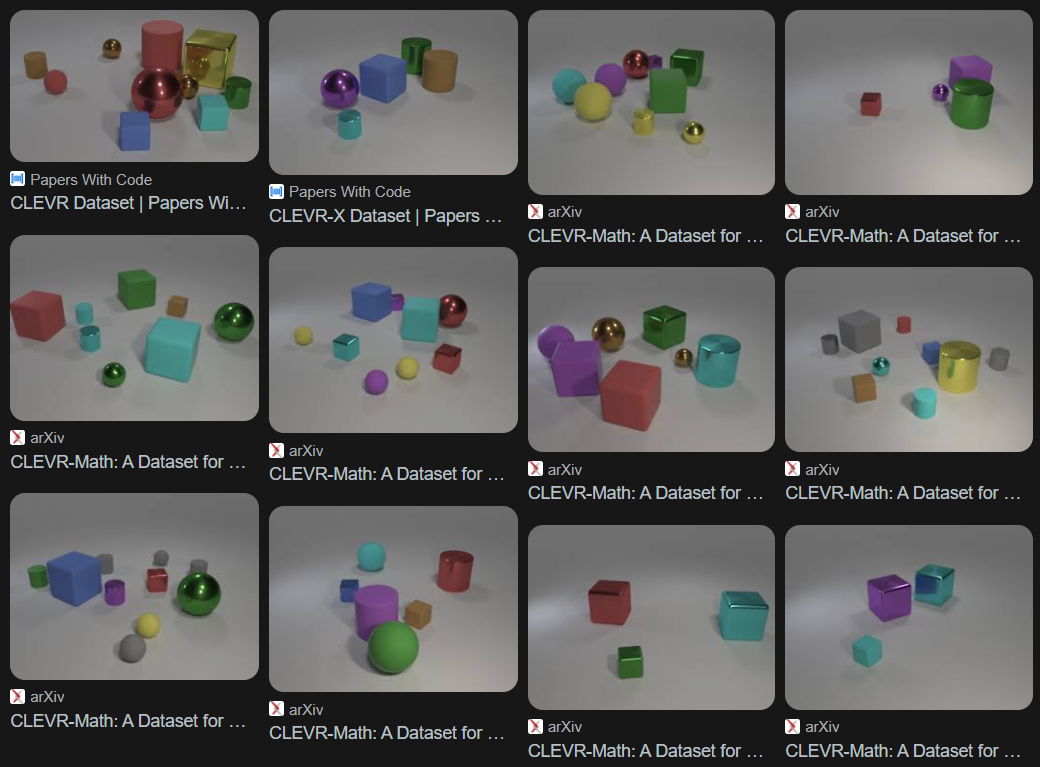 Papers With Code
CLEVR Dataset | Papers Wi...
Papers With Code
CLEVR-X Dataset | Papers ...
arXiv
CLEVR-Math: A Dataset for ...
arXiv
CLEVR-Math: A Dataset for ...
arXiv
CLEVR-Math: A Dataset for ...
arXiv
CLEVR-Math: A Dataset for ...
arXiv
CLEVR-Math: A Dataset for ...
arXiv
CLEVR-Math: A Dataset for ...
arXiv
CLEVR-Math: A Dataset for ...
arXiv
CLEVR-Math: A Dataset for ...
arXiv
CLEVR-Math: A Dataset for ...
arXiv
CLEVR-Math: A Dataset for ...